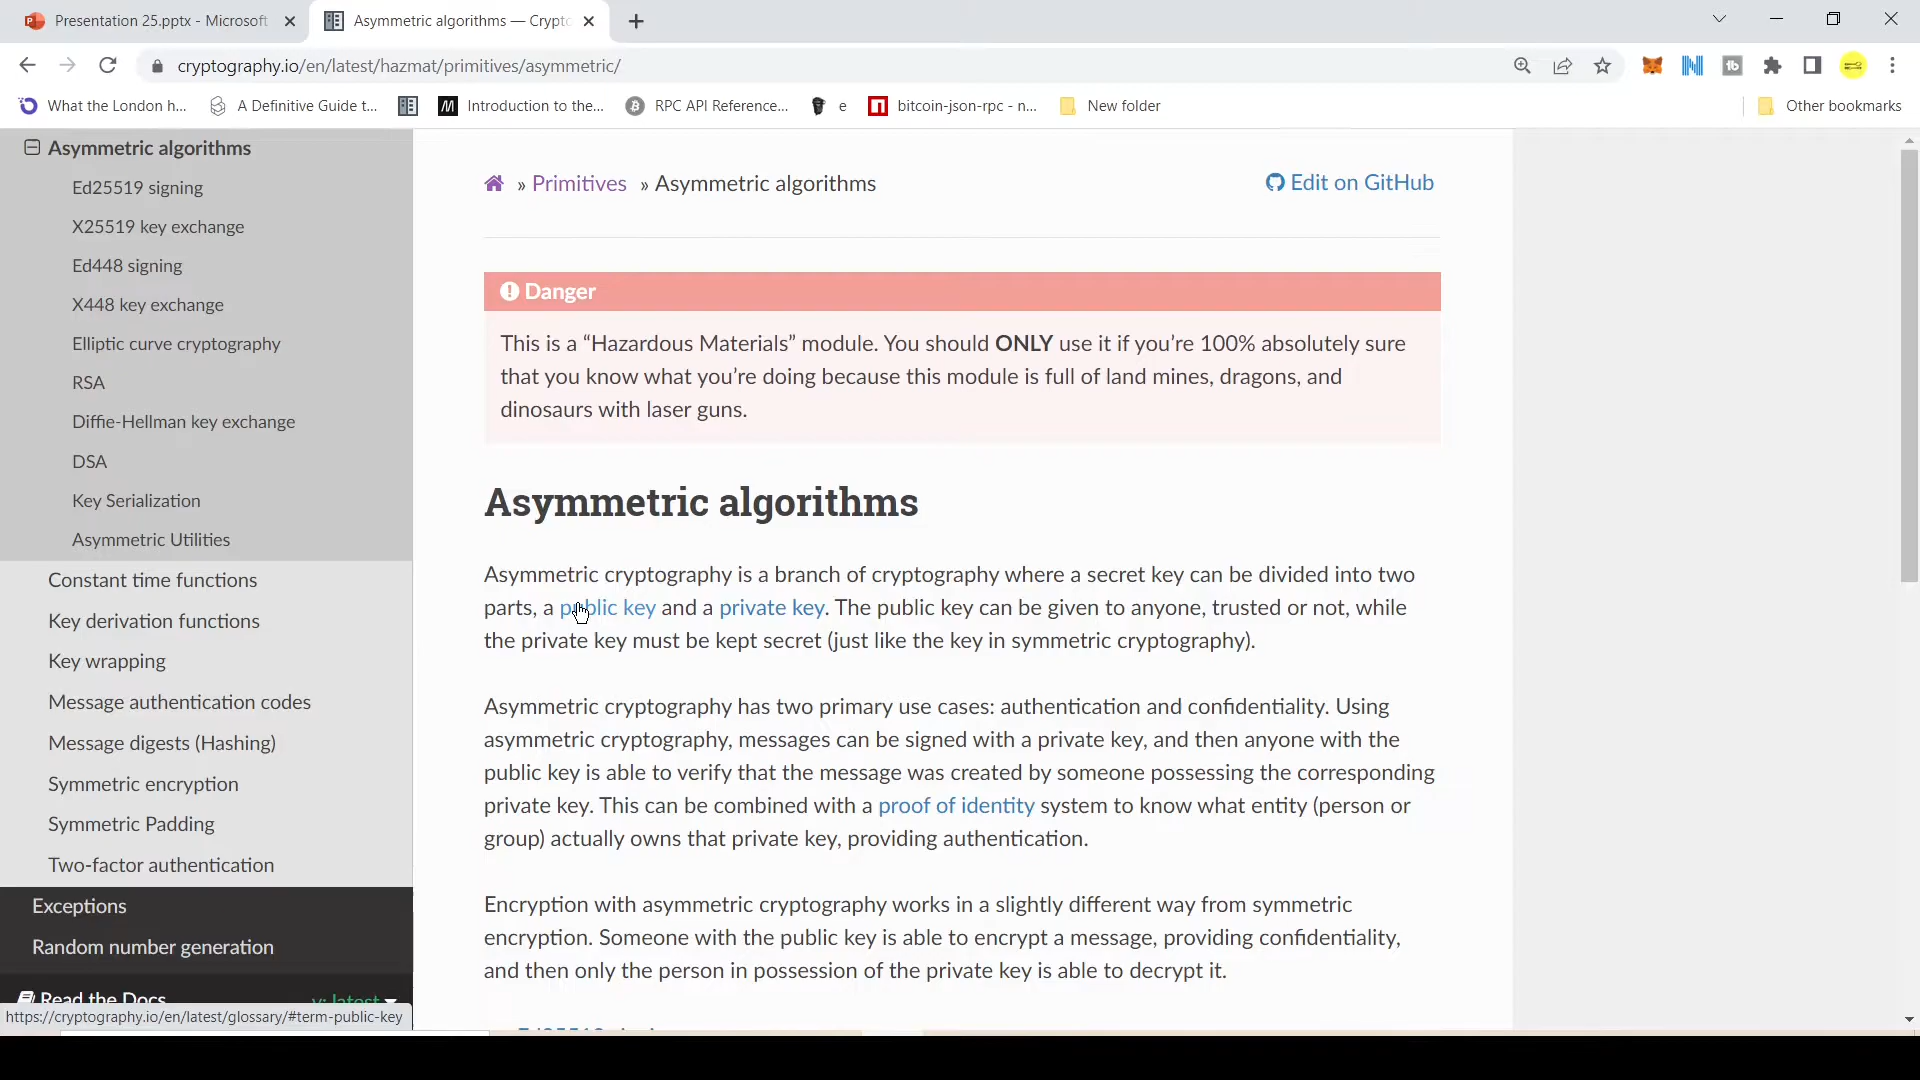 Presentation 25.pptx - Microsoft
Asymmetric algorithms — Crypto
cryptography.io/en/latest/hazmat/primitives/asymmetric/
What the London h...
A Definitive Guide t...
Introduction to the...
RPC API Reference...
e
bitcoin-json-rpc - n...
New folder
Other bookmarks
Asymmetric algorithms
Ed25519 signing
X25519 key exchange
Ed448 signing
X448 key exchange
Elliptic curve cryptography
RSA
Diffie-Hellman key exchange
DSA
Key Serialization
Asymmetric Utilities
Constant time functions
Key derivation functions
Key wrapping
Message authentication codes
Message digests (Hashing)
Symmetric encryption
Symmetric Padding
Two-factor authentication
Exceptions
Random number generation
Read the Docs
v: latest
https://cryptography.io/en/latest/glossary/#term-public-key
» Primitives » Asymmetric algorithms
Edit on GitHub
Danger
This is a “Hazardous Materials” module. You should ONLY use it if you’re 100% absolutely sure
that you know what you’re doing because this module is full of land mines, dragons, and
dinosaurs with laser guns.
Asymmetric algorithms
Asymmetric cryptography is a branch of cryptography where a secret key can be divided into two
parts, a public key and a private key. The public key can be given to anyone, trusted or not, while
the private key must be kept secret (just like the key in symmetric cryptography).
Asymmetric cryptography has two primary use cases: authentication and confidentiality. Using
asymmetric cryptography, messages can be signed with a private key, and then anyone with the
public key is able to verify that the message was created by someone possessing the corresponding
private key. This can be combined with a proof of identity system to know what entity (person or
group) actually owns that private key, providing authentication.
Encryption with asymmetric cryptography works in a slightly different way from symmetric
encryption. Someone with the public key is able to encrypt a message, providing confidentiality,
and then only the person in possession of the private key is able to decrypt it.